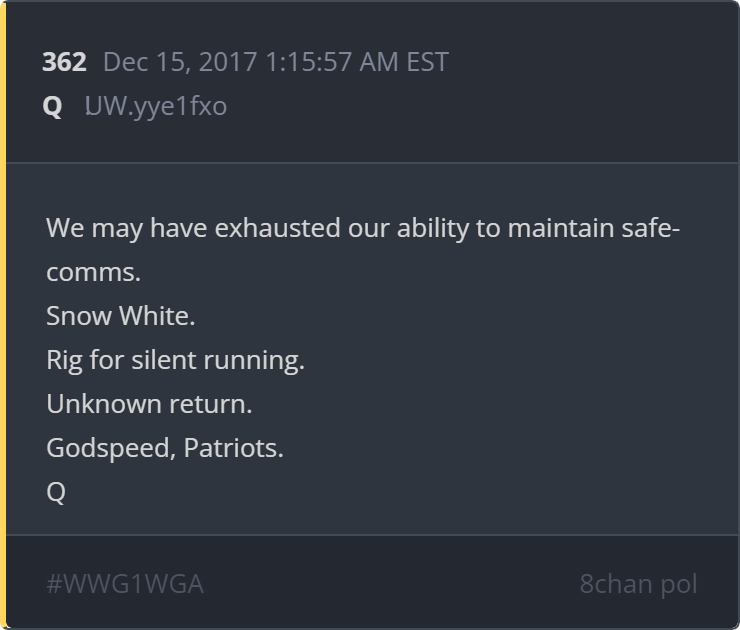 362 Dec 15, 2017 1:15:57 AM EST
Q !UW.yye1fxo
We may have exhausted our ability to maintain safe-
comms.
Snow White.
Rig for silent running.
Unknown return.
Godspeed, Patriots.
Q
#WWG1WGA 8chan pol